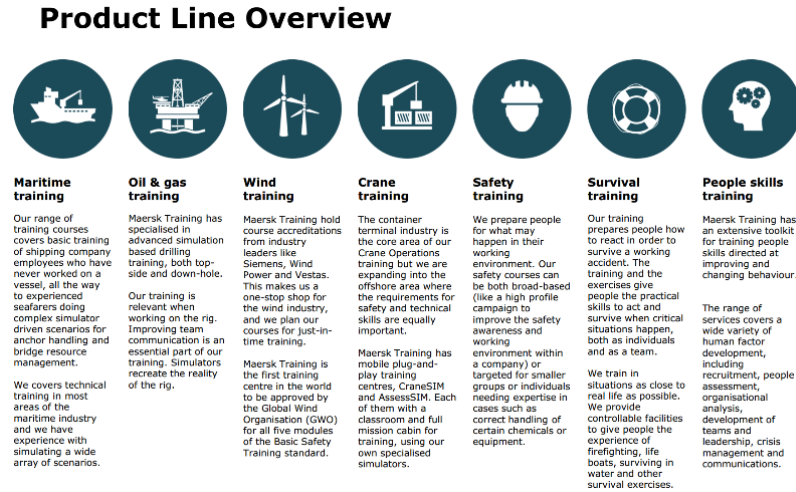 Product Line Overview
Maritime
training
Our range of
training courses
covers basic training
of shipping company
employees who have
never worked on a
vessel, all the way
to experienced
seafarers doing
complex simulator
driven scenarios for
anchor handling and
bridge resource
management.
We covers technical
training in most
areas of the
maritime industry
and we have
experience with
simulating a wide
array of scenarios.
Oil & gas
training
Maersk Training has
specialised in
advanced simulation
based drilling
training, both top-
side and down-hole.
Our training is
relevant when
working on the rig.
Improving team
communication is an
essential part of our
training. Simulators
recreate the reality
of the rig.
Wind
training
Maersk Training hold
course accreditations
from industry
leaders like
Siemens, Wind
Power and Vestas.
This makes us a
one-stop shop for
the wind industry,
and we plan our
courses for just-in-
time training.
Maersk Training is
the first training
centre in the world
to be approved by
the Global Wind
Organisation (GWO)
for all five modules
of the Basic Safety
Training standard.
Crane
training
The container
terminal industry is
the core area of our
Crane Operations
training but we are
expanding into the
offshore area where
the requirements for
safety and technical
skills are equally
important.
Maersk Training has
mobile plug-and-
play training
centres, CraneSIM
and AssessSIM. Each
of them with a
classroom and full
mission cabin for
training, using our
own specialised
simulators.
Safety
training
We prepare people
for what may
happen in their
working
environment. Our
safety courses can
be both broad-based
(like a high profile
campaign to
improve the safety
awareness and
working
environment within
a company) or
targeted for smaller
groups or individuals
needing expertise in
cases such as
correct handling of
certain chemicals or
equipment.
Survival
training
Our training
prepares people how
to react in order to
survive a working
accident. The
training and the
exercises give
people the practical
skills to act and
survive when critical
situations happen,
both as individuals
and as a team.
We train in
situations as close to
real life as possible.
We provide
controllable facilities
to give people the
experience of
firefighting, life
boats, surviving in
water and other
survival exercises.
People skills
training
Maersk Training has
an extensive toolkit
for training people
skills directed at
improving and
changing behaviour.
The range of
services covers a
wide variety of
human factor
development,
including
recruitment, people
assessment,
organisational
analysis,
development of
teams and
leadership, crisis
management and
communications.